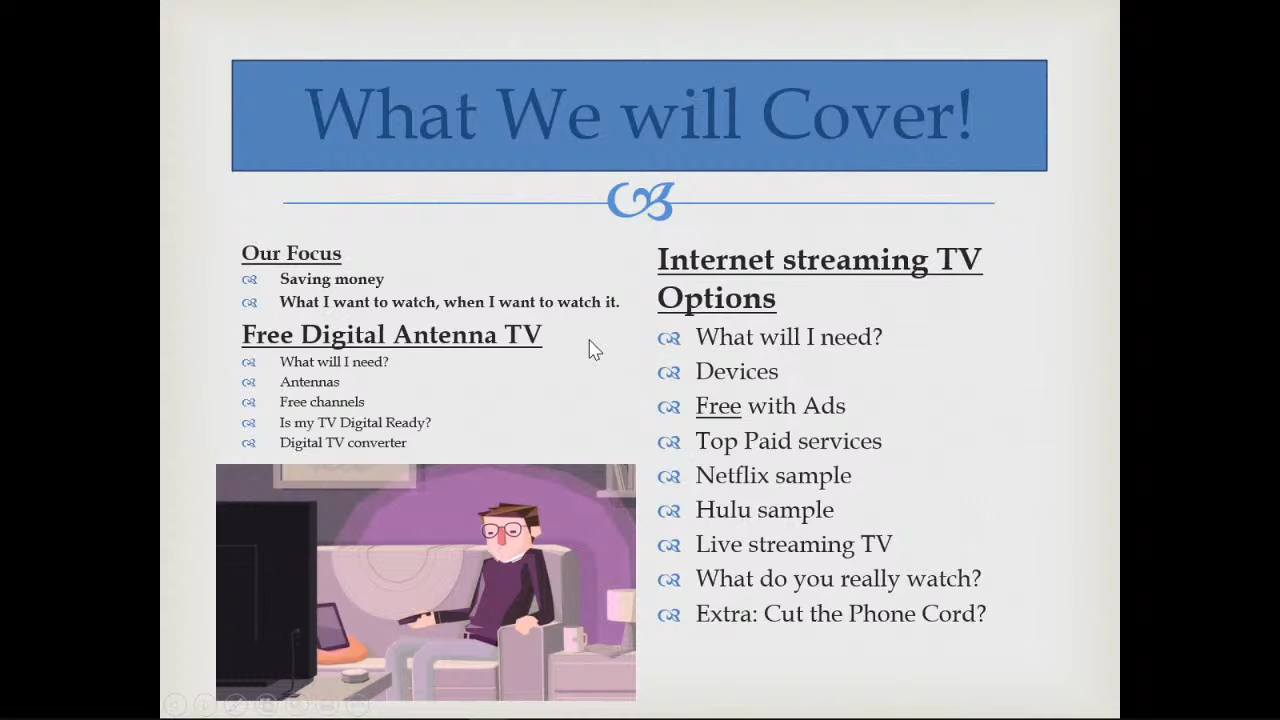 What We will Cover!
Our Focus
Saving money
What I want to watch, when I want to watch it.
Free Digital Antenna TV
What will I need?
Antennas
Free channels
Is my TV Digital Ready?
Digital TV converter
Internet streaming TV
Options
What will I need?
Devices
Free with Ads
Top Paid services
Netflix sample
Hulu sample
Live streaming TV
What do you really watch?
Extra: Cut the Phone Cord?